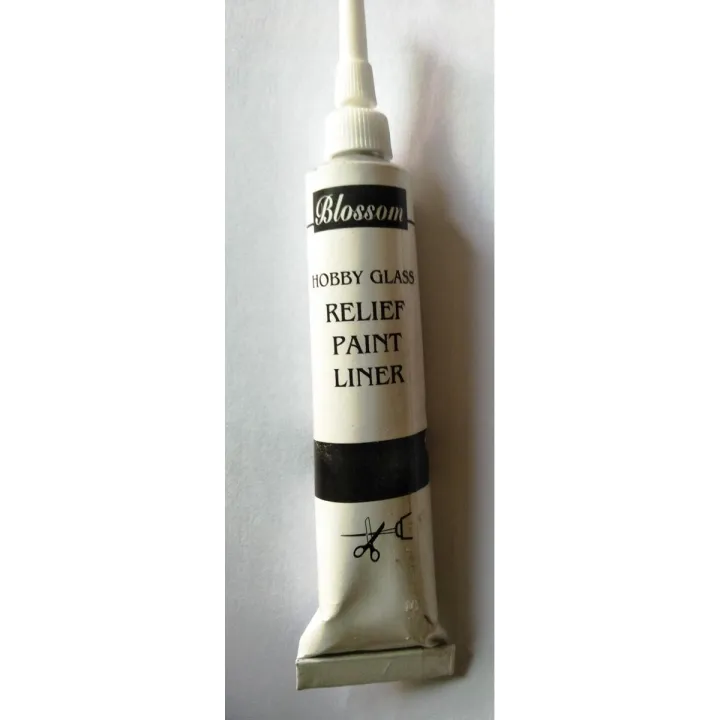 Blossom
HOBBY GLASS
RELIEF
PAINT
LINER